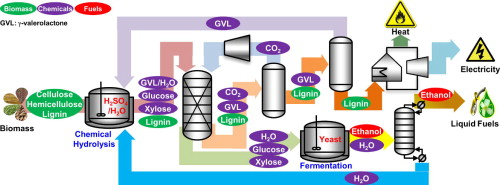 Biomass
Chemicals
Fuels
GVL: γ-valerolactone
GVL
Heat
CO2
GVL/H2O
Glucose
Xylose
Lignin
CO2
GVL
Lignin
GVL
Lignin
Electricity
Cellulose
Hemicellulose
Lignin
H2SO4
/H2O
Biomass
Chemical
Hydrolysis
Ethanol
Liquid Fuels
H2O
Glucose
Xylose
Yeast
Fermentation
Ethanol
H2O
H2O